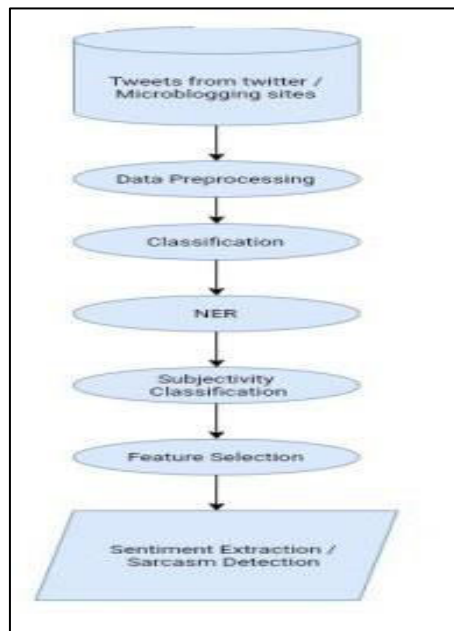 Tweets from twitter /
Microblogging sites
Data Preprocessing
Classification
NER
Subjectivity
Classification
Feature Selection
Sentiment Extraction /
Sarcasm Detection